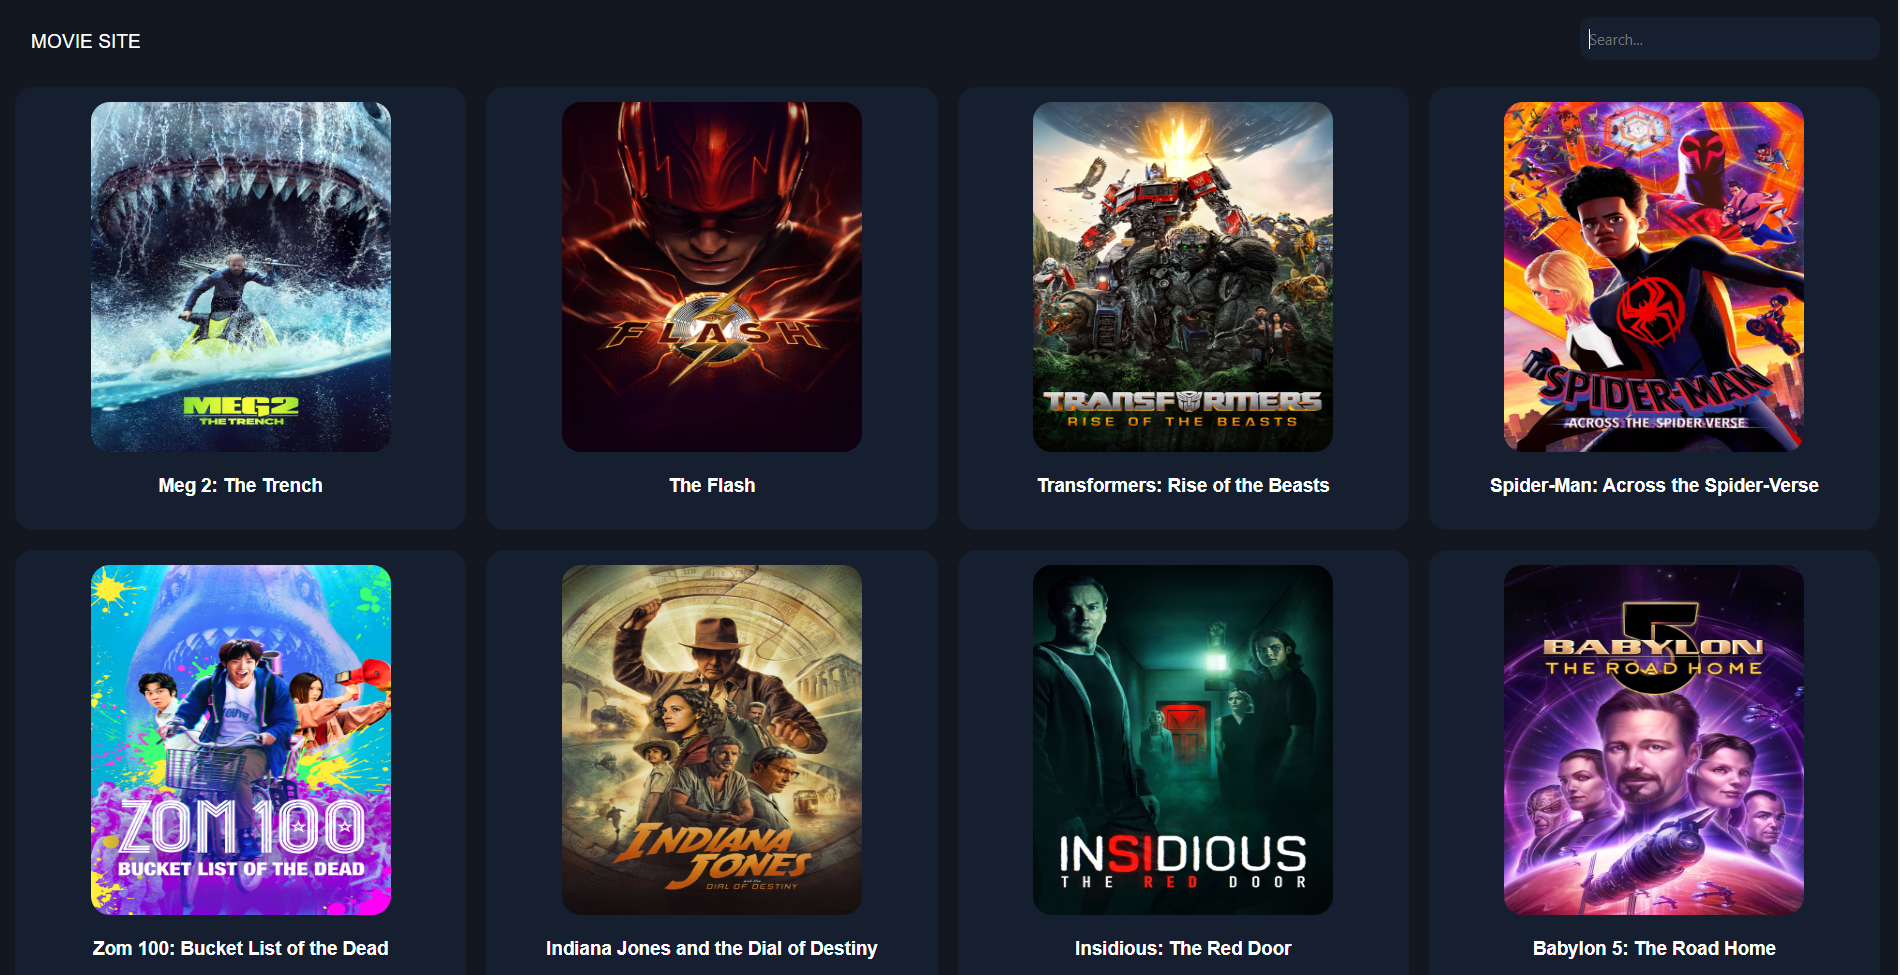 MOVIE SITE
Search...
MEG 2
THE TRENCH
FLASH
TRANSFORMERS
RISE OF THE BEASTS
SPIDER-MAN
ACROSS THE SPIDER-VERSE
Meg 2: The Trench
The Flash
Transformers: Rise of the Beasts
Spider-Man: Across the Spider-Verse
ZOM 100
BUCKET LIST OF THE DEAD
INDIANA
JONES
AND THE
DIAL OF DESTINY
INSIDIOUS
THE RED DOOR
BABYLON 5
THE ROAD HOME
Zom 100: Bucket List of the Dead
Indiana Jones and the Dial of Destiny
Insidious: The Red Door
Babylon 5: The Road Home